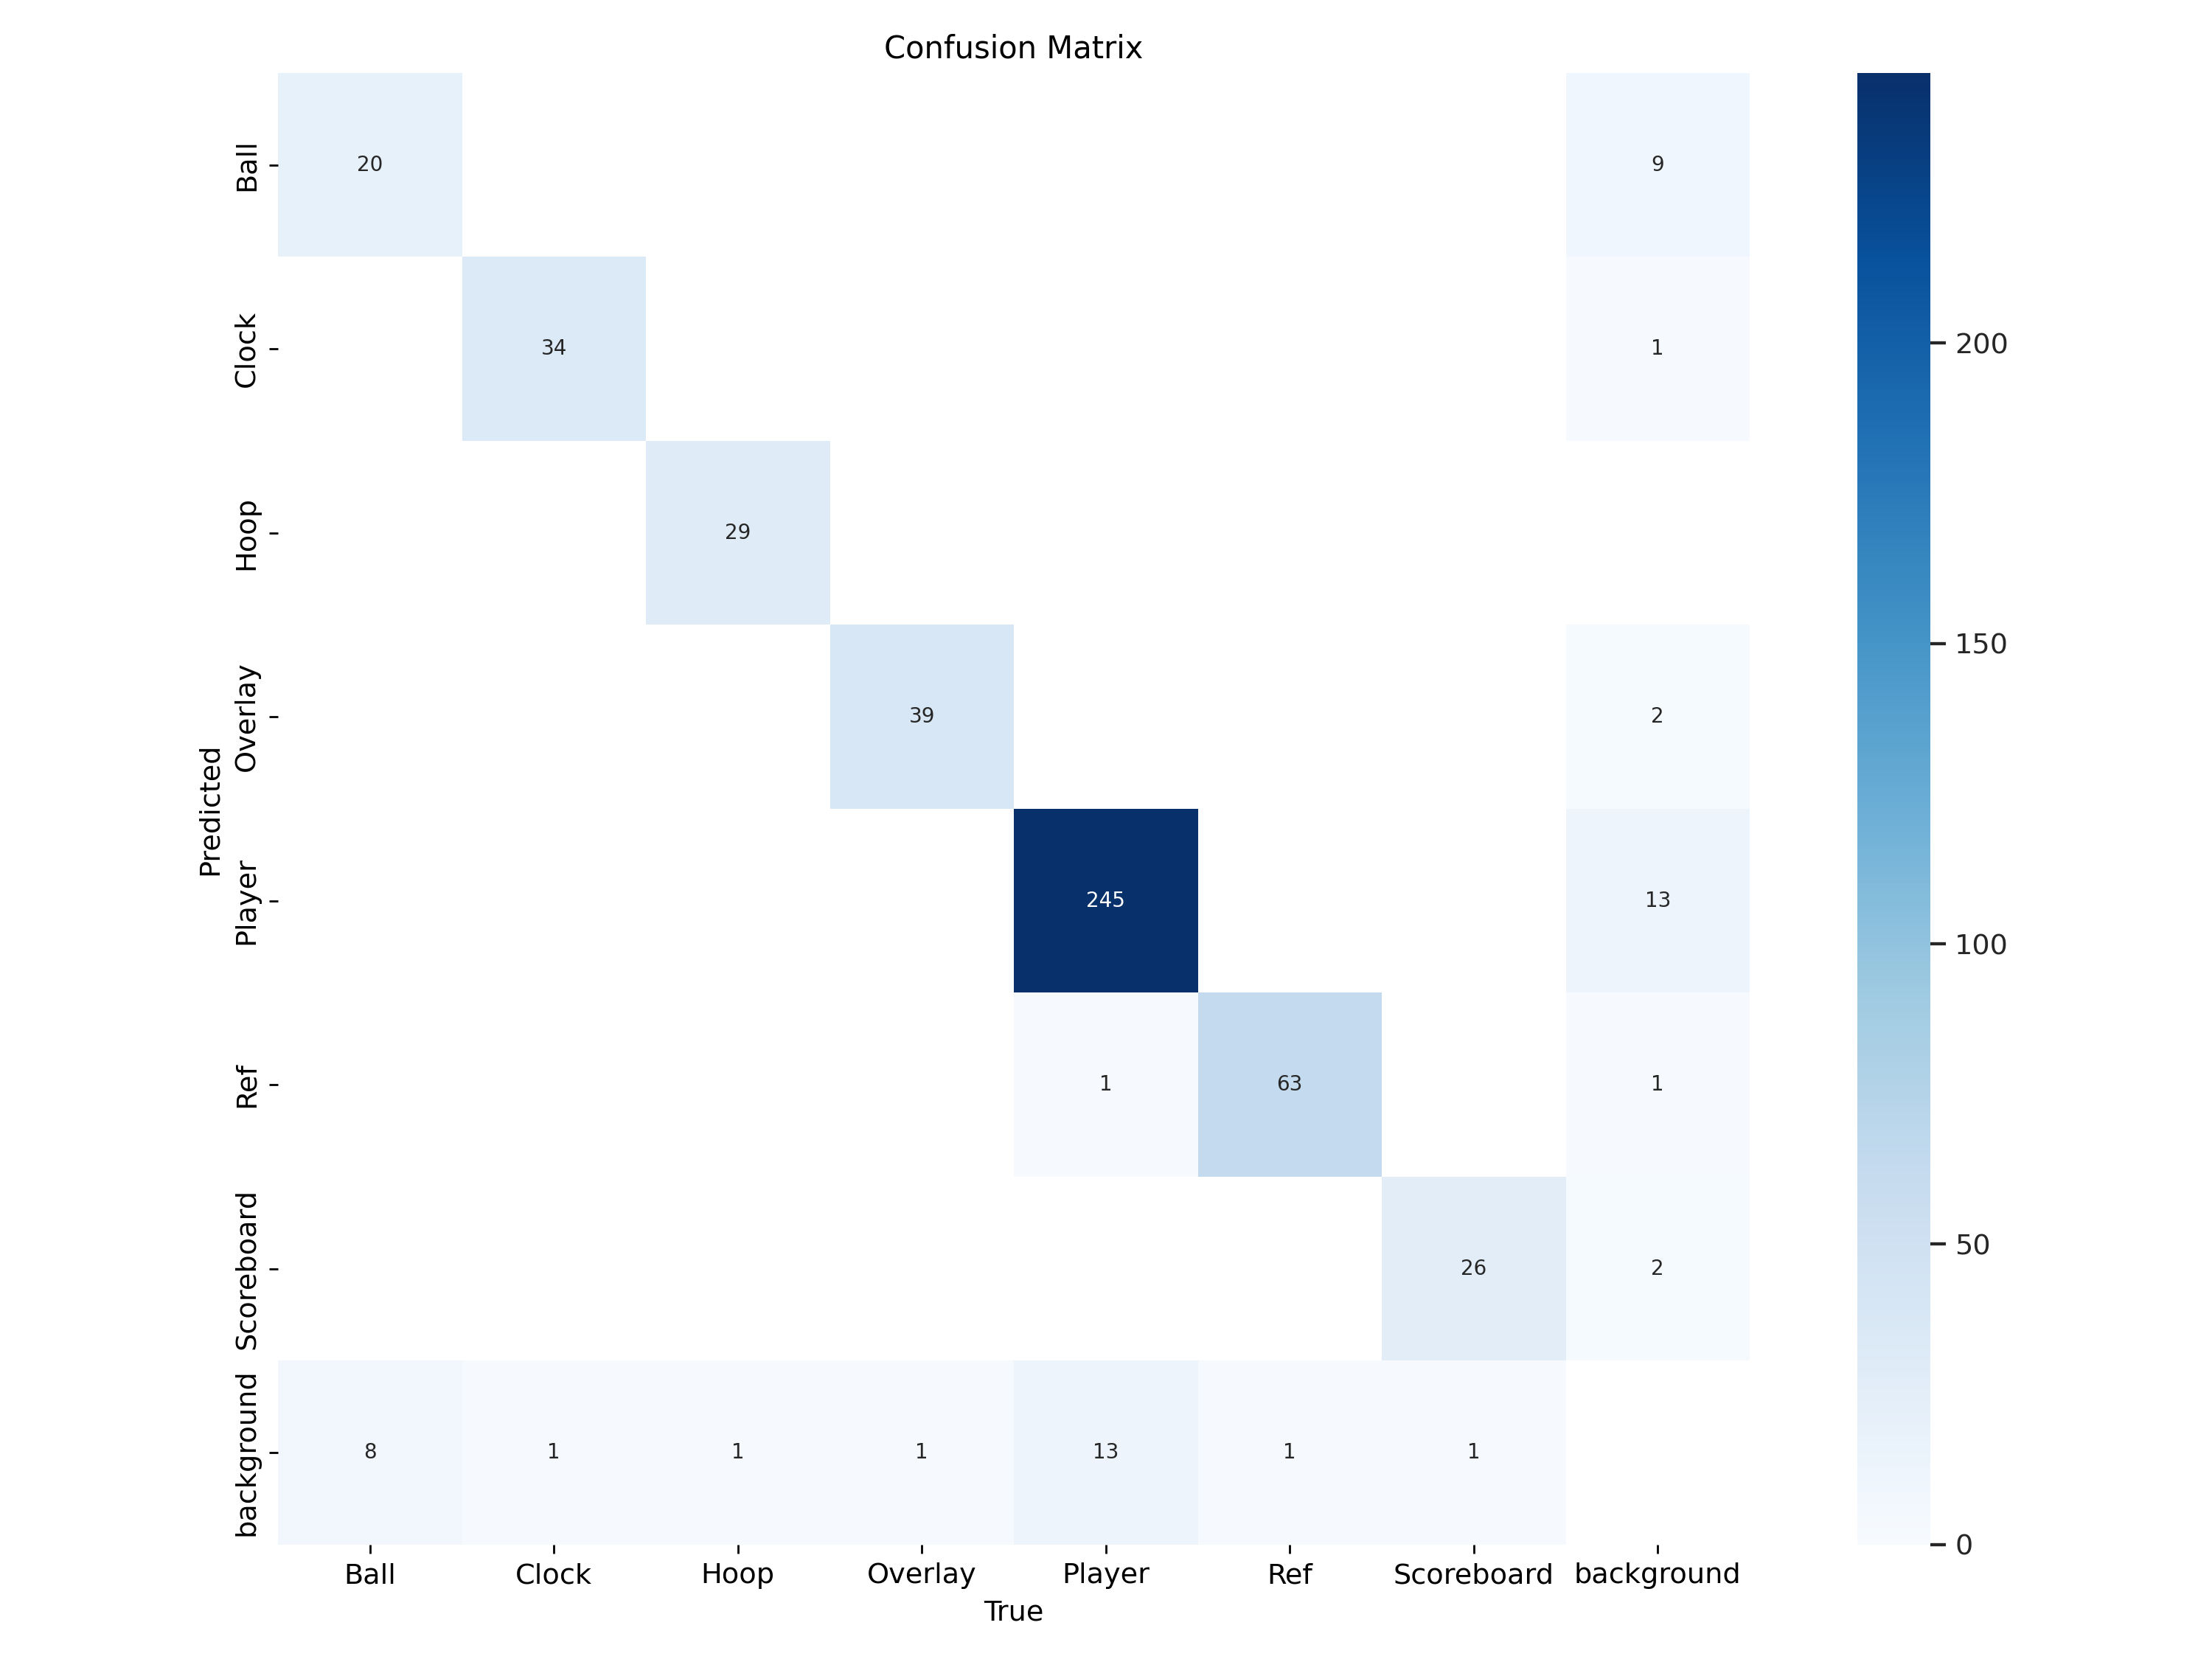 Confusion Matrix
Ball
20
9
Clock
34
1
200
Hoop
29
150
Overlay
39
2
Predicted
Player
245
13
100
Ref
1
63
1
50
Scoreboard
26
2
background
8
1
1
1
13
1
1
0
Ball
Clock
Hoop
Overlay
Player
Ref
Scoreboard
background
True